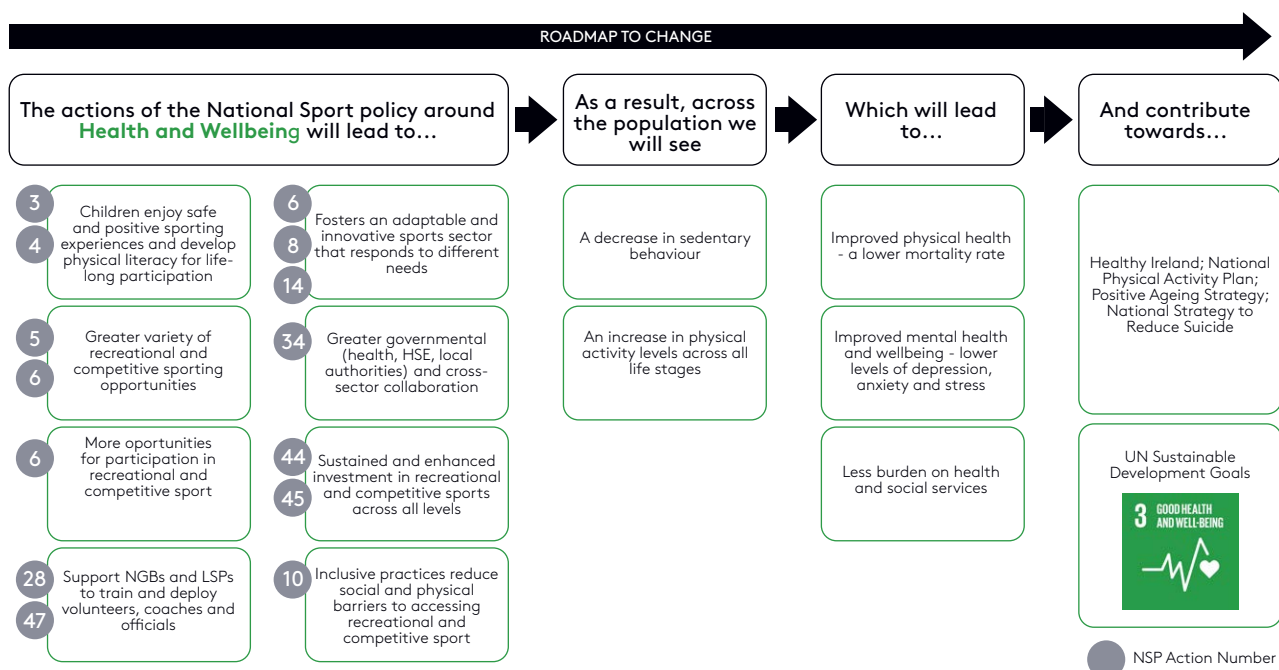 ROADMAP TO CHANGE
The actions of the National Sport policy around
Health and Wellbeing will lead to...
As a result, across
the population we
will see
Which will lead
to...
And contribute
towards...
3
4
Children enjoy safe
and positive sporting
experiences and develop
physical literacy for life-
long participation
5
6
Greater variety of
recreational and
competitive sporting
opportunities
6
More oportunities
for participation in
recreational and
competitive sport
28
47
Support NGBs and LSPs
to train and deploy
volunteers, coaches and
officials
6
8
14
Fosters an adaptable and
innovative sports sector
that responds to different
needs
34
Greater governmental
(health, HSE, local
authorities) and cross-
sector collaboration
44
45
Sustained and enhanced
investment in recreational
and competitive sports
across all levels
10
Inclusive practices reduce
social and physical
barriers to accessing
recreational and
competitive sport
A decrease in sedentary
behaviour
An increase in physical
activity levels across all
life stages
Improved physical health
- a lower mortality rate
Improved mental health
and wellbeing - lower
levels of depression,
anxiety and stress
Less burden on health
and social services
Healthy Ireland; National
Physical Activity Plan;
Positive Ageing Strategy;
National Strategy to
Reduce Suicide
UN Sustainable
Development Goals
3 GOOD HEALTH
AND WELL-BEING
NSP Action Number